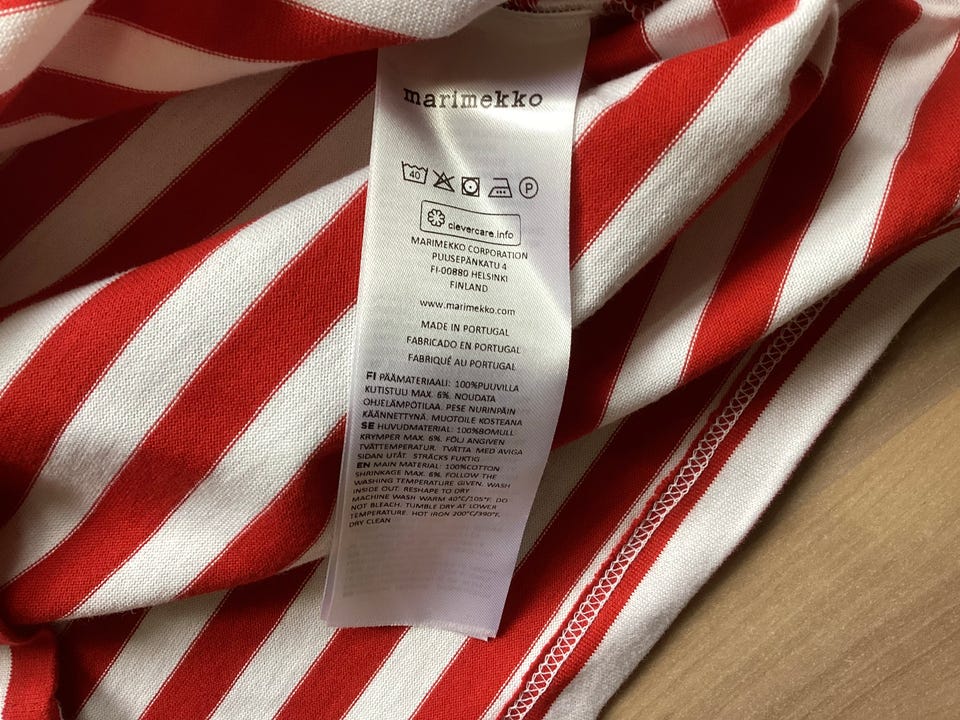 marimekko
40 P
clevercare.info
MARIMEKKO CORPORATION
PUUSEPÄNKATU 4
FI-00880 HELSINKI
FINLAND
www.marimekko.com
MADE IN PORTUGAL
FABRICADO EN PORTUGAL
FABRIQUÉ AU PORTUGAL
FI PÄÄMATERIAALI: 100%PUUVILLA
KUTISTUU MAX. 6%. NOUDATA
OHJELÄMPÖTILAA. PESE NURINPÄIN
KÄÄNNETTYNÄ. MUOTOILE KOSTEANA
SE HUVUDMATERIAL: 100%BOMULL
KRYMPER MAX. 6%. FÖLJ ANGIVEN
TVÄTTEMPERATUR. TVÄTTA MED AVIGA
SIDAN UTÅT. STRÄCKS FUKTIG
EN MAIN MATERIAL: 100%COTTON
SHRINKAGE MAX. 6%. FOLLOW THE
WASHING TEMPERATURE GIVEN. WASH
INSIDE OUT. RESHAPE TO DRY
MACHINE WASH WARM 40°C/105°F. DO
NOT BLEACH. TUMBLE DRY AT LOWER
TEMPERATURE. HOT IRON 200°C/390°F.
DRY CLEAN